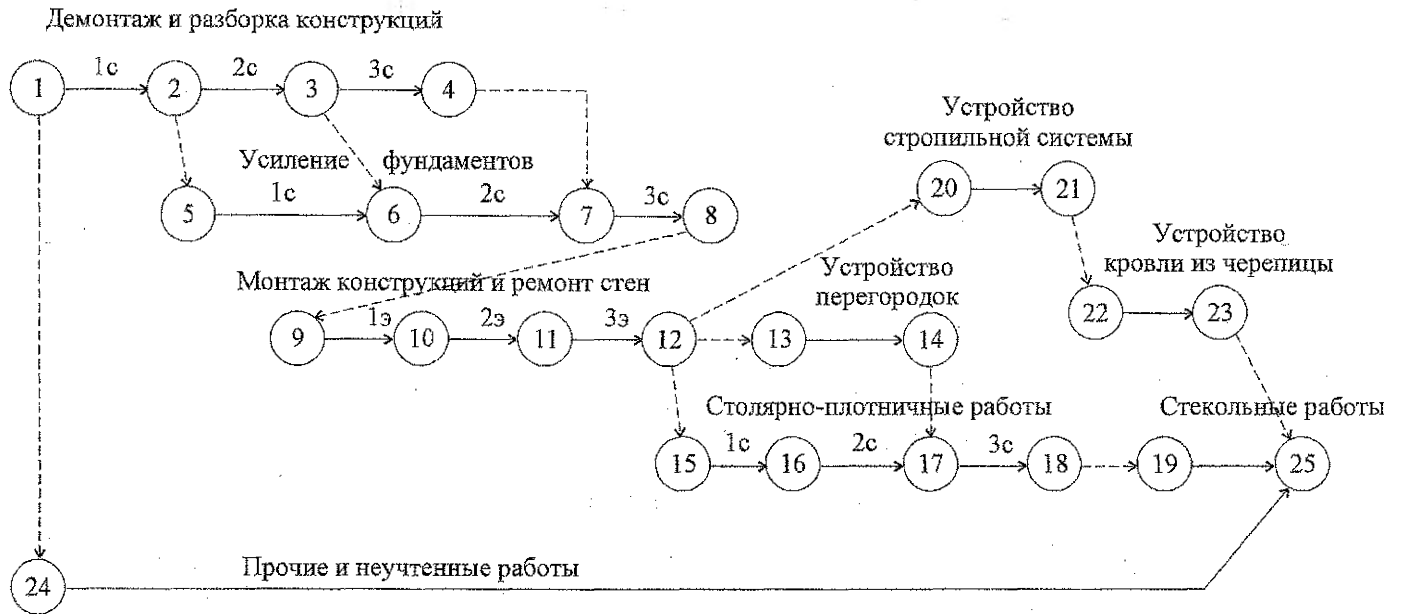 Демонтаж и разборка конструкций
1с 2с 3с
1 2 3 4
Устройство
стропильной системы
20 21
Усиление фундаментов
1с 2с 3с
5 6 7 8
Устройство
кровли из черепицы
22 23
Монтаж конструкций и ремонт стен
1э 2э 3э
9 10 11 12
Устройство
перегородок
13 14
Столярно-плотничные работы
1с 2с 3с
15 16 17 18
Стекольные работы
19 25
Прочие и неучтенные работы
24